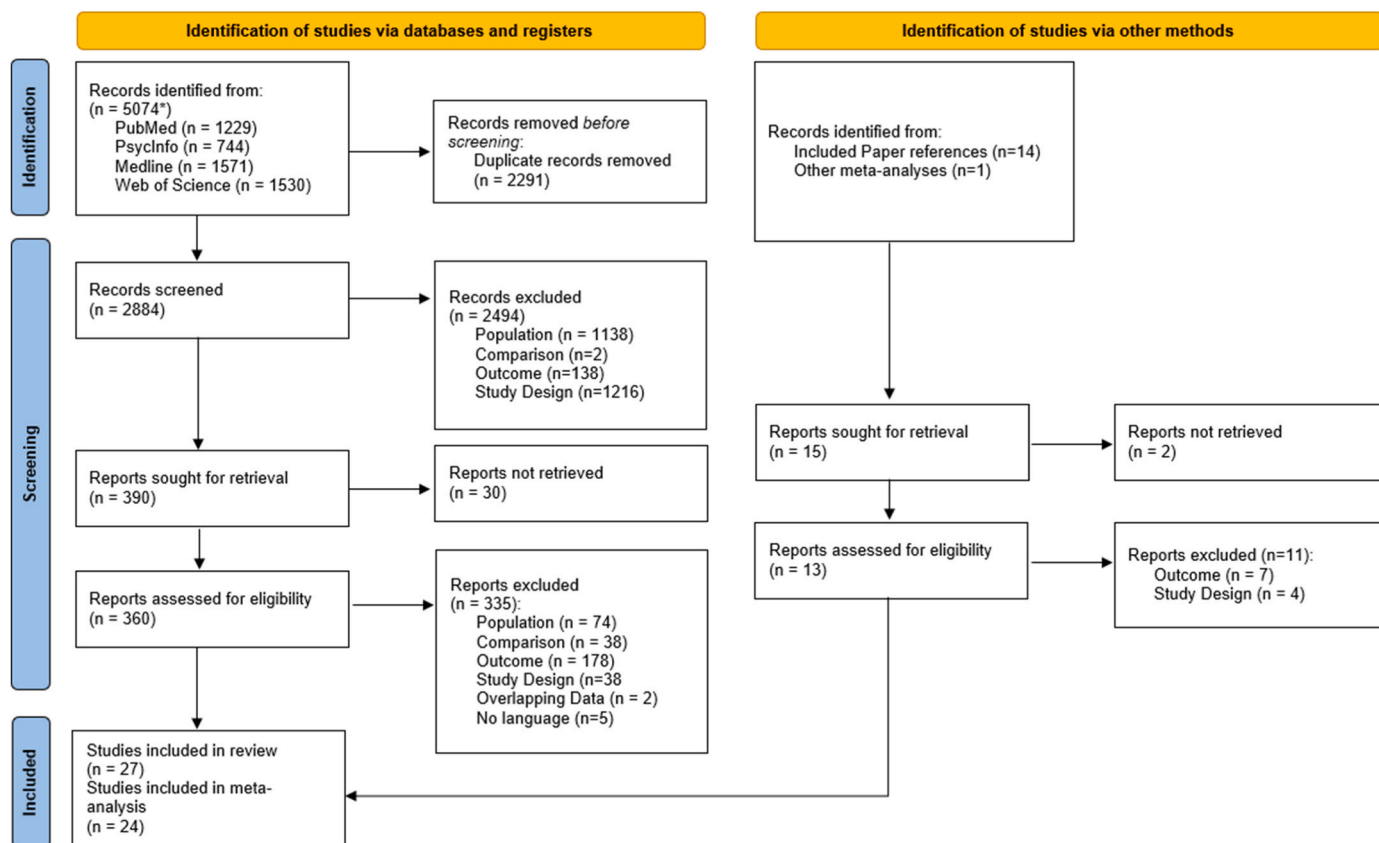 Identification of studies via databases and registers
Identification of studies via other methods
Identification
Records identified from:
(n = 5074*)
PubMed (n = 1229)
PsycInfo (n = 744)
Medline (n = 1571)
Web of Science (n = 1530)
Records removed before
screening:
Duplicate records removed
(n = 2291)
Records identified from:
Included Paper references (n=14)
Other meta-analyses (n=1)
Screening
Records screened
(n = 2884)
Records excluded
(n = 2494)
Population (n = 1138)
Comparison (n=2)
Outcome (n=138)
Study Design (n=1216)
Reports sought for retrieval
(n = 390)
Reports not retrieved
(n = 30)
Reports sought for retrieval
(n = 15)
Reports not retrieved
(n = 2)
Reports assessed for eligibility
(n = 360)
Reports excluded
(n = 335):
Population (n = 74)
Comparison (n = 38)
Outcome (n = 178)
Study Design (n=38
Overlapping Data (n = 2)
No language (n=5)
Reports assessed for eligibility
(n = 13)
Reports excluded (n=11):
Outcome (n = 7)
Study Design (n = 4)
Included
Studies included in review
(n = 27)
Studies included in meta-
analysis
(n = 24)